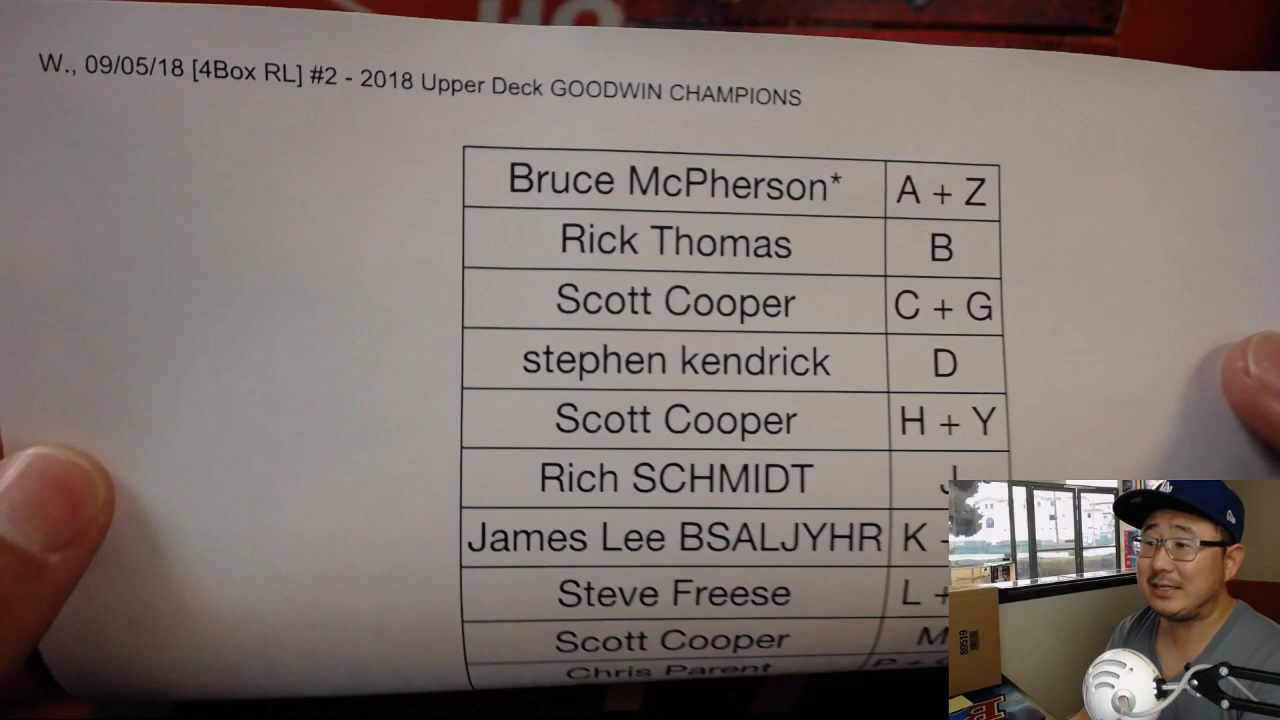 W., 09/05/18 [4Box RL] #2 - 2018 Upper Deck GOODWIN CHAMPIONS
Bruce McPherson* A + Z
Rick Thomas B
Scott Cooper C + G
stephen kendrick D
Scott Cooper H + Y
Rich SCHMIDT J
James Lee BSALJYHR K
Steve Freese L +
Scott Cooper M
Chris Parent P +
89519